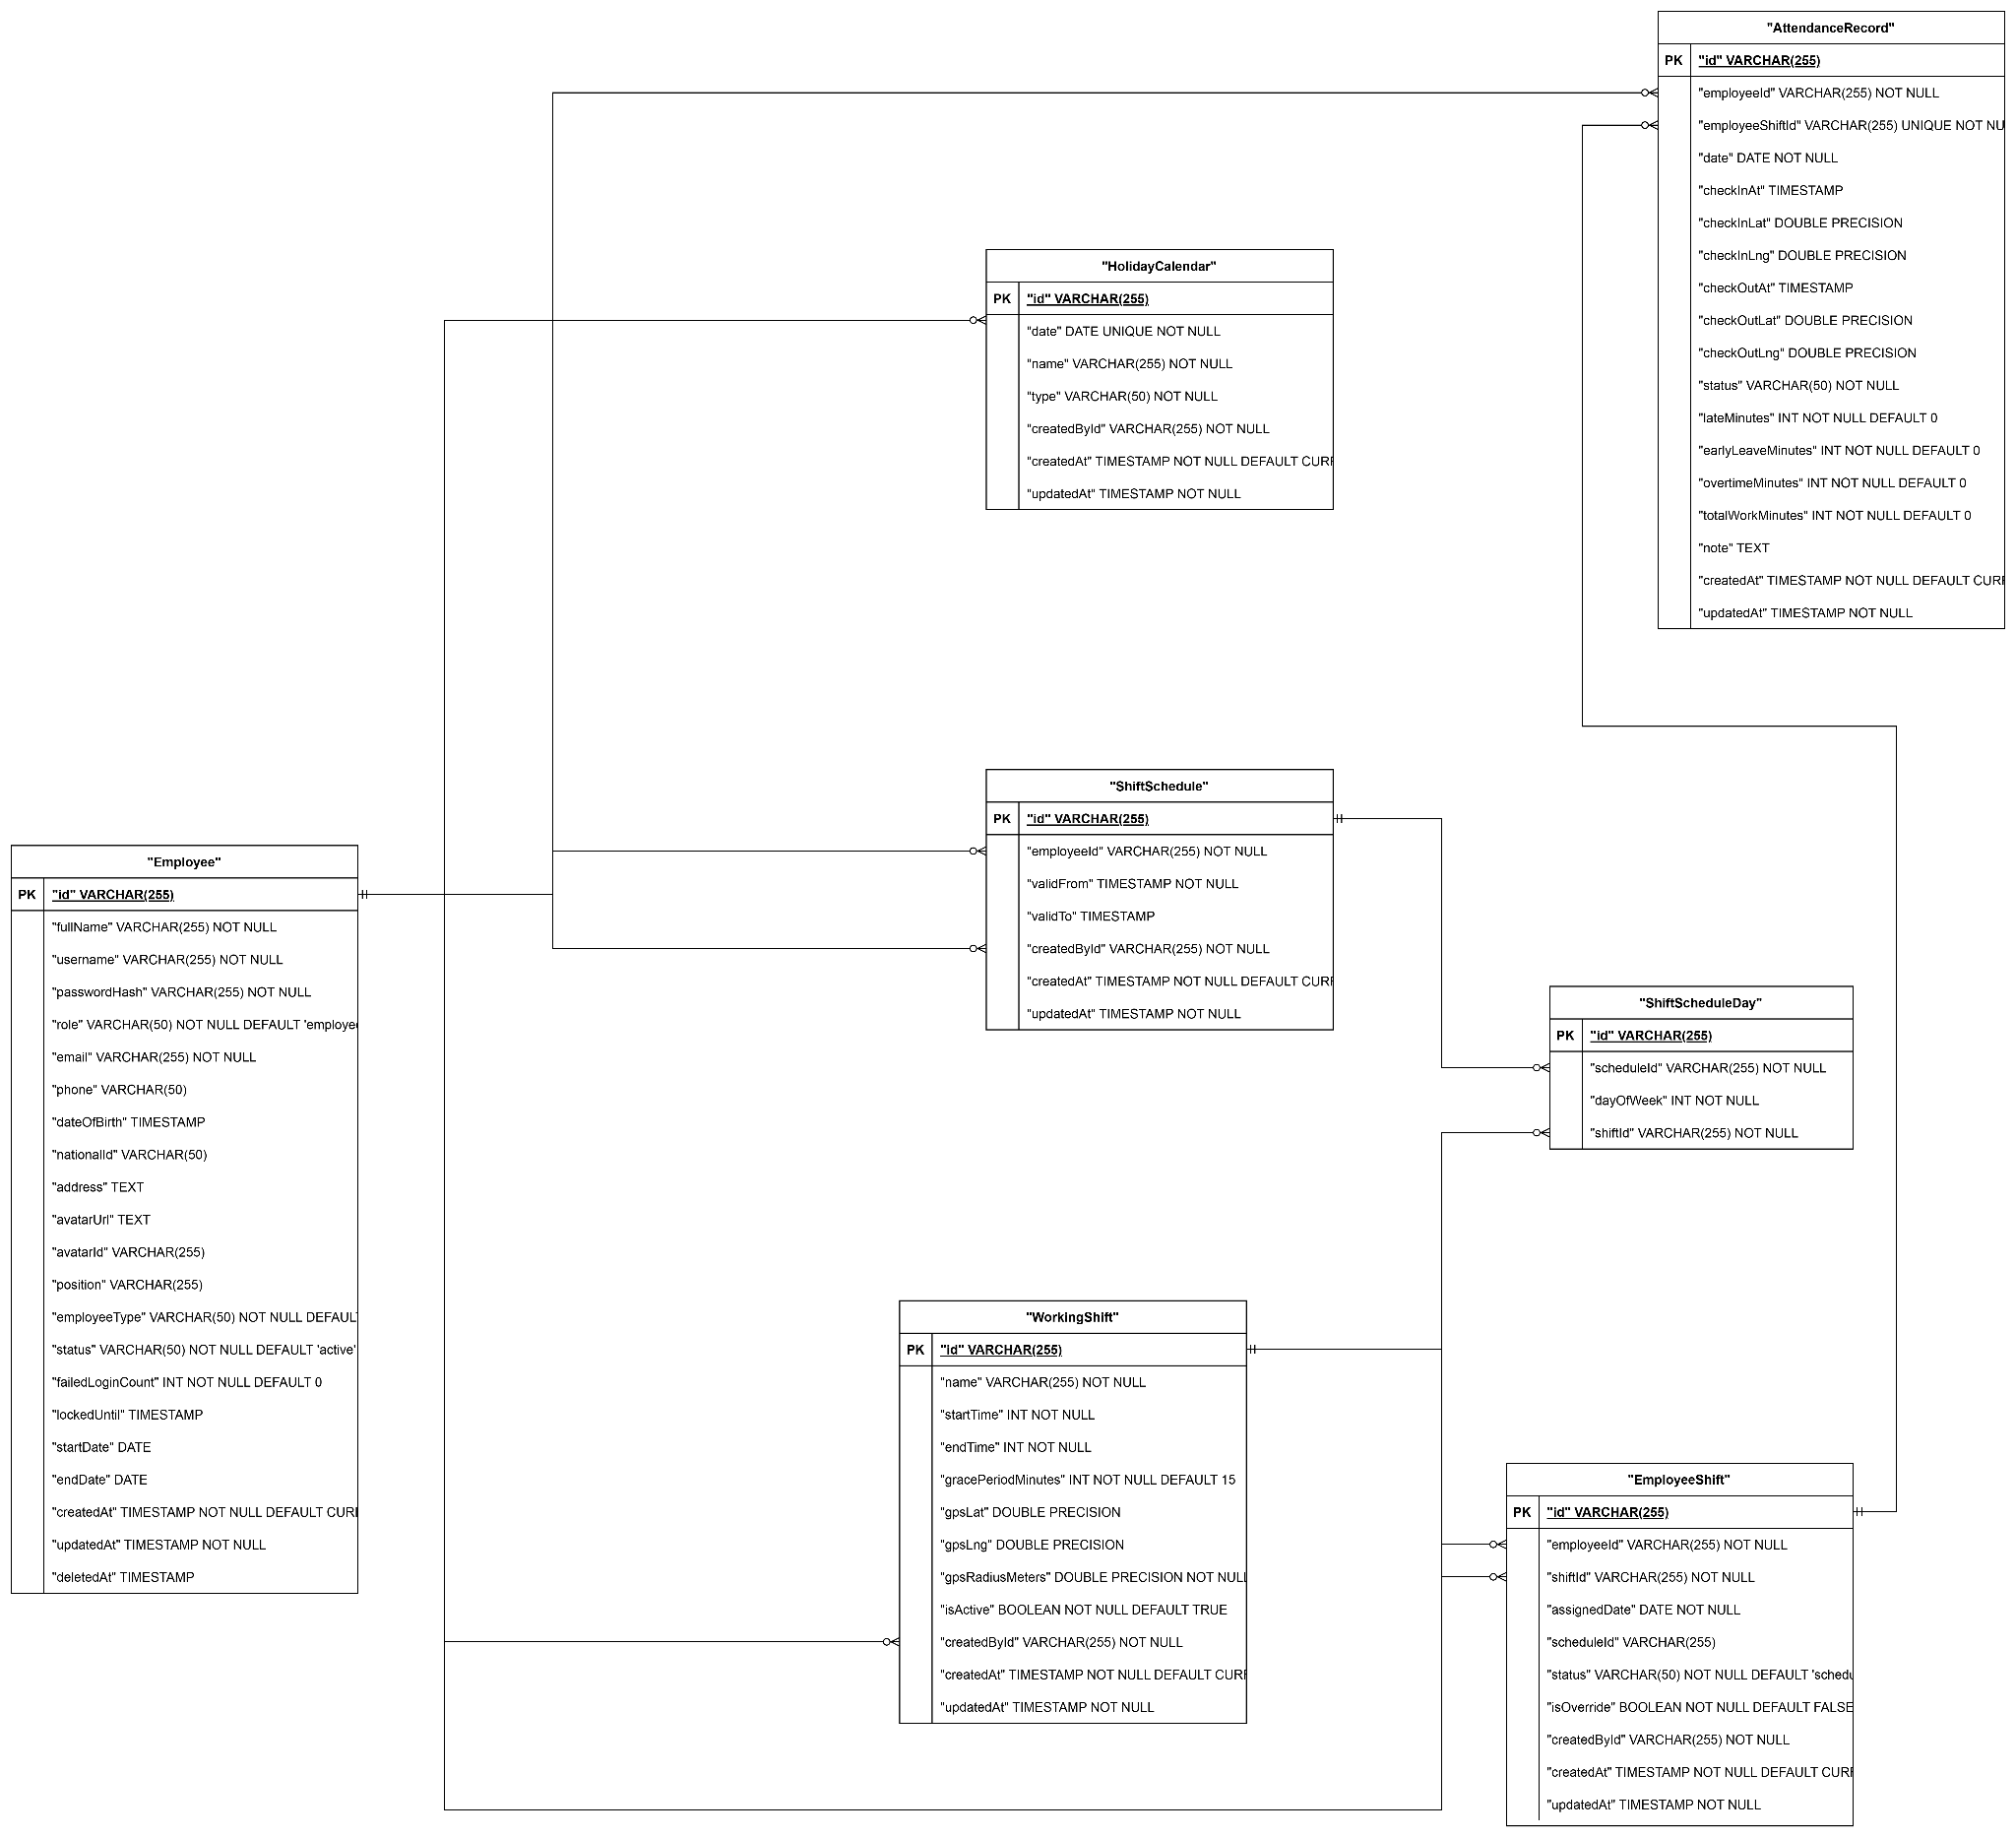 "AttendanceRecord"
PK "id" VARCHAR(255)
"employeeId" VARCHAR(255) NOT NULL
"employeeShiftId" VARCHAR(255) UNIQUE NOT NU
"date" DATE NOT NULL
"checkInAt" TIMESTAMP
"checkInLat" DOUBLE PRECISION
"checkInLng" DOUBLE PRECISION
"checkOutAt" TIMESTAMP
"checkOutLat" DOUBLE PRECISION
"checkOutLng" DOUBLE PRECISION
"status" VARCHAR(50) NOT NULL
"lateMinutes" INT NOT NULL DEFAULT 0
"earlyLeaveMinutes" INT NOT NULL DEFAULT 0
"overtimeMinutes" INT NOT NULL DEFAULT 0
"totalWorkMinutes" INT NOT NULL DEFAULT 0
"note" TEXT
"createdAt" TIMESTAMP NOT NULL DEFAULT CURR
"updatedAt" TIMESTAMP NOT NULL
"HolidayCalendar"
PK "id" VARCHAR(255)
"date" DATE UNIQUE NOT NULL
"name" VARCHAR(255) NOT NULL
"type" VARCHAR(50) NOT NULL
"createdById" VARCHAR(255) NOT NULL
"createdAt" TIMESTAMP NOT NULL DEFAULT CURR
"updatedAt" TIMESTAMP NOT NULL
"ShiftSchedule"
PK "id" VARCHAR(255)
"employeeId" VARCHAR(255) NOT NULL
"validFrom" TIMESTAMP NOT NULL
"validTo" TIMESTAMP
"createdById" VARCHAR(255) NOT NULL
"createdAt" TIMESTAMP NOT NULL DEFAULT CURR
"updatedAt" TIMESTAMP NOT NULL
"Employee"
PK "id" VARCHAR(255)
"fullName" VARCHAR(255) NOT NULL
"username" VARCHAR(255) NOT NULL
"passwordHash" VARCHAR(255) NOT NULL
"role" VARCHAR(50) NOT NULL DEFAULT 'employee
"email" VARCHAR(255) NOT NULL
"phone" VARCHAR(50)
"dateOfBirth" TIMESTAMP
"nationalId" VARCHAR(50)
"address" TEXT
"avatarUrl" TEXT
"avatarId" VARCHAR(255)
"position" VARCHAR(255)
"employeeType" VARCHAR(50) NOT NULL DEFAULT
"status" VARCHAR(50) NOT NULL DEFAULT 'active'
"failedLoginCount" INT NOT NULL DEFAULT 0
"lockedUntil" TIMESTAMP
"startDate" DATE
"endDate" DATE
"createdAt" TIMESTAMP NOT NULL DEFAULT CURR
"updatedAt" TIMESTAMP NOT NULL
"deletedAt" TIMESTAMP
"ShiftScheduleDay"
PK "id" VARCHAR(255)
"scheduleId" VARCHAR(255) NOT NULL
"dayOfWeek" INT NOT NULL
"shiftId" VARCHAR(255) NOT NULL
"WorkingShift"
PK "id" VARCHAR(255)
"name" VARCHAR(255) NOT NULL
"startTime" INT NOT NULL
"endTime" INT NOT NULL
"gracePeriodMinutes" INT NOT NULL DEFAULT 15
"gpsLat" DOUBLE PRECISION
"gpsLng" DOUBLE PRECISION
"gpsRadiusMeters" DOUBLE PRECISION NOT NULL
"isActive" BOOLEAN NOT NULL DEFAULT TRUE
"createdById" VARCHAR(255) NOT NULL
"createdAt" TIMESTAMP NOT NULL DEFAULT CURR
"updatedAt" TIMESTAMP NOT NULL
"EmployeeShift"
PK "id" VARCHAR(255)
"employeeId" VARCHAR(255) NOT NULL
"shiftId" VARCHAR(255) NOT NULL
"assignedDate" DATE NOT NULL
"scheduleId" VARCHAR(255)
"status" VARCHAR(50) NOT NULL DEFAULT 'schedu
"isOverride" BOOLEAN NOT NULL DEFAULT FALSE
"createdById" VARCHAR(255) NOT NULL
"createdAt" TIMESTAMP NOT NULL DEFAULT CURR
"updatedAt" TIMESTAMP NOT NULL